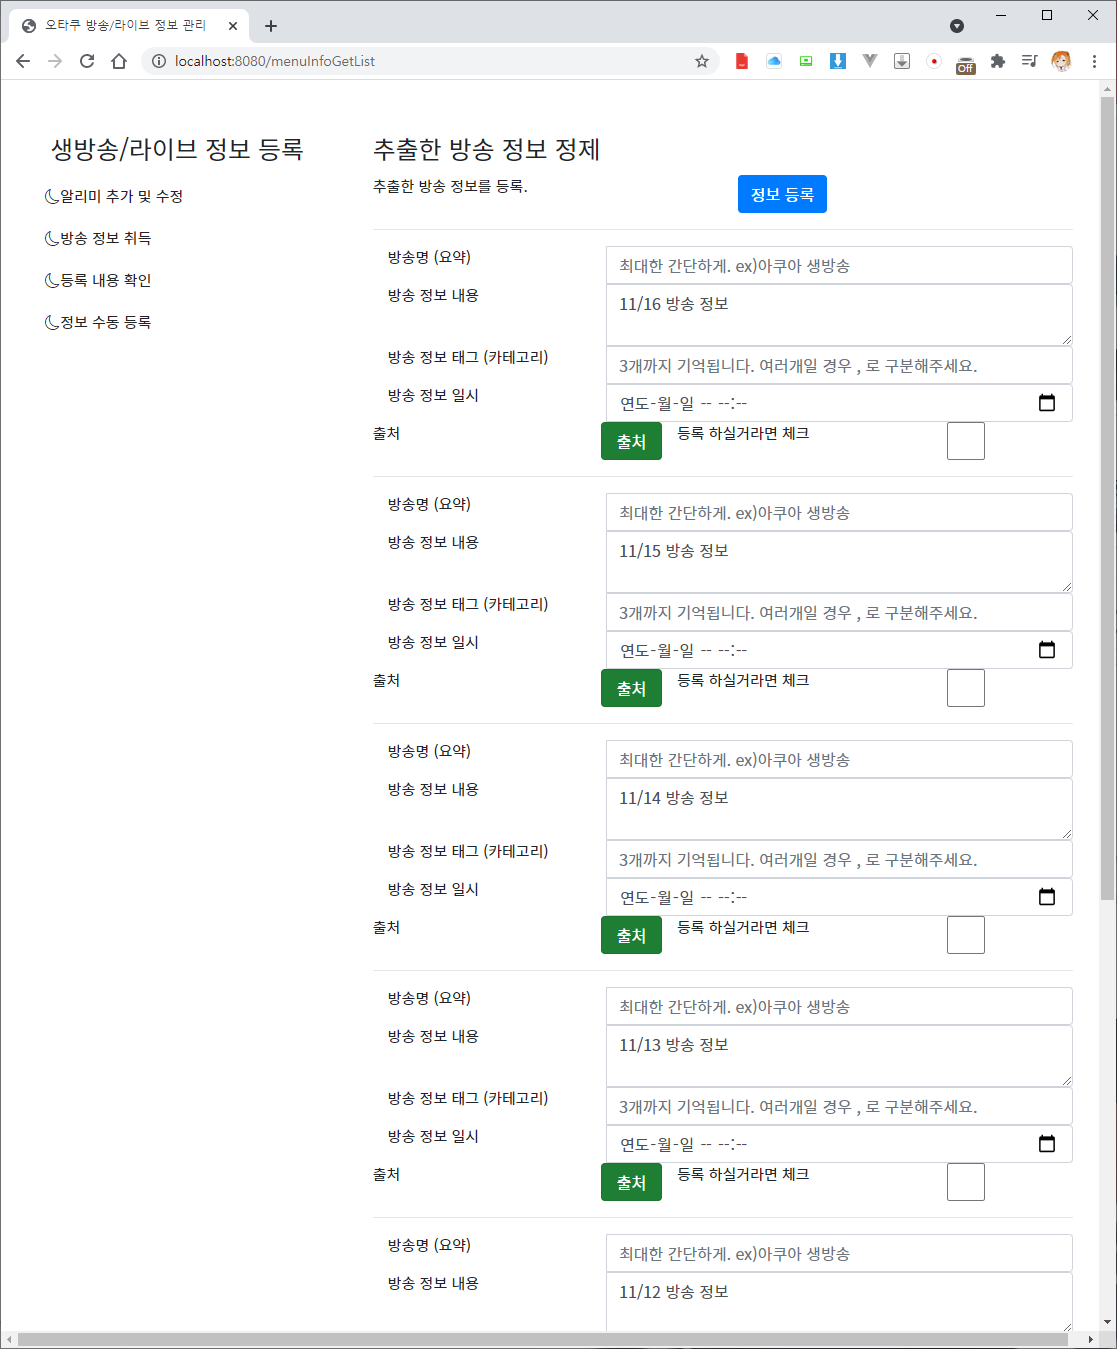 오타쿠 방송/라이브 정보 관리
localhost:8080/menuInfoGetList
Off
생방송/라이브 정보 등록
알리미 추가 및 수정
방송 정보 취득
등록 내용 확인
정보 수동 등록
추출한 방송 정보 정제
추출한 방송 정보를 등록.
정보 등록
방송명 (요약)
최대한 간단하게. ex)아쿠아 생방송
방송 정보 내용
11/16 방송 정보
방송 정보 태그 (카테고리)
3개까지 기억됩니다. 여러개일 경우 , 로 구분해주세요.
방송 정보 일시
연도-월-일 -- --:--
출처
출처
등록 하실거라면 체크
방송명 (요약)
최대한 간단하게. ex)아쿠아 생방송
방송 정보 내용
11/15 방송 정보
방송 정보 태그 (카테고리)
3개까지 기억됩니다. 여러개일 경우 , 로 구분해주세요.
방송 정보 일시
연도-월-일 -- --:--
출처
출처
등록 하실거라면 체크
방송명 (요약)
최대한 간단하게. ex)아쿠아 생방송
방송 정보 내용
11/14 방송 정보
방송 정보 태그 (카테고리)
3개까지 기억됩니다. 여러개일 경우 , 로 구분해주세요.
방송 정보 일시
연도-월-일 -- --:--
출처
출처
등록 하실거라면 체크
방송명 (요약)
최대한 간단하게. ex)아쿠아 생방송
방송 정보 내용
11/13 방송 정보
방송 정보 태그 (카테고리)
3개까지 기억됩니다. 여러개일 경우 , 로 구분해주세요.
방송 정보 일시
연도-월-일 -- --:--
출처
출처
등록 하실거라면 체크
방송명 (요약)
최대한 간단하게. ex)아쿠아 생방송
방송 정보 내용
11/12 방송 정보